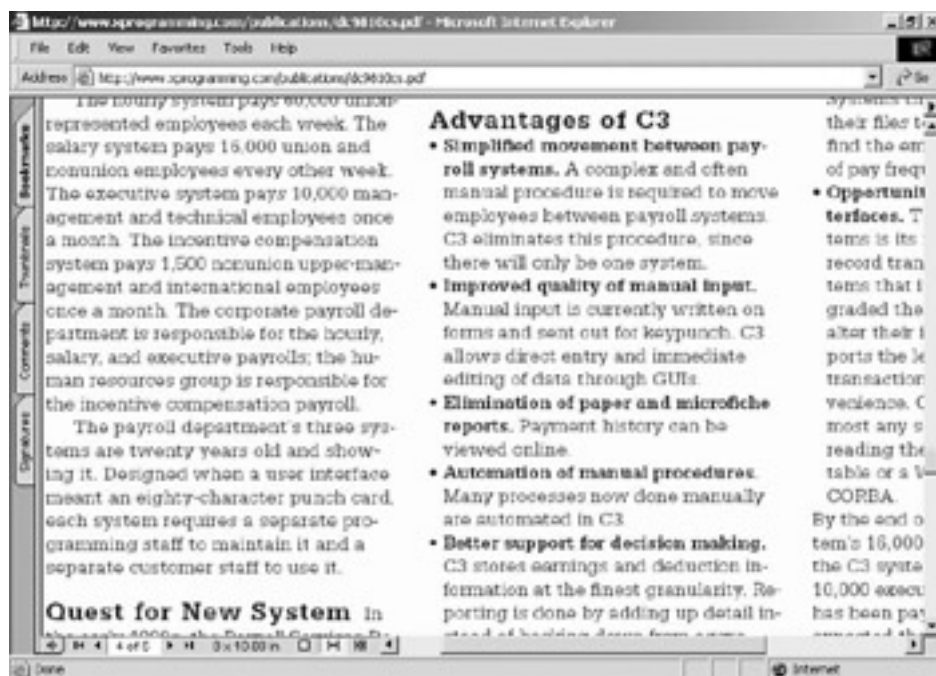 http://www.xprogramming.com/publications/dc9810cs.pdf - Microsoft Internet Explorer
File Edit View Favorites Tools Help
Address http://www.xprogramming.com/publications/dc9810cs.pdf Go
Bookmarks
Thumbnails
Comments
Signatures
The hourly system pays 60,000 union-
represented employees each week. The
salary system pays 16,000 union and
nonunion employees every other week.
The executive system pays 10,000 man-
agement and technical employees once
a month. The incentive compensation
system pays 1,500 nonunion upper-man-
agement and international employees
once a month. The corporate payroll de-
partment is responsible for the hourly,
salary, and executive payrolls; the hu-
man resources group is responsible for
the incentive compensation payroll.
The payroll department's three sys-
tems are twenty years old and show-
ing it. Designed when a user interface
meant an eighty-character punch card,
each system requires a separate pro-
gramming staff to maintain it and a
separate customer staff to use it.
Quest for New System In
Advantages of C3
• Simplified movement between pay-
roll systems. A complex and often
manual procedure is required to move
employees between payroll systems.
C3 eliminates this procedure, since
there will only be one system.
• Improved quality of manual input.
Manual input is currently written on
forms and sent out for keypunch. C3
allows direct entry and immediate
editing of data through GUIs.
• Elimination of paper and microfiche
reports. Payment history can be
viewed online.
• Automation of manual procedures.
Many processes now done manually
are automated in C3.
• Better support for decision making.
C3 stores earnings and deduction in-
formation at the finest granularity. Re-
porting is done by adding up detail in-
their files t
find the em
of pay freq
• Opportunit
terfaces. T
tems is its
record tran
tems that i
graded the
alter their i
ports the le
transaction
venience. C
most any s
reading the
table or a
CORBA.
By the end o
tem's 16,000
the C3 syste
10,000 execu
has been pay
4 of 5 8 x 10.88 in
Done Internet